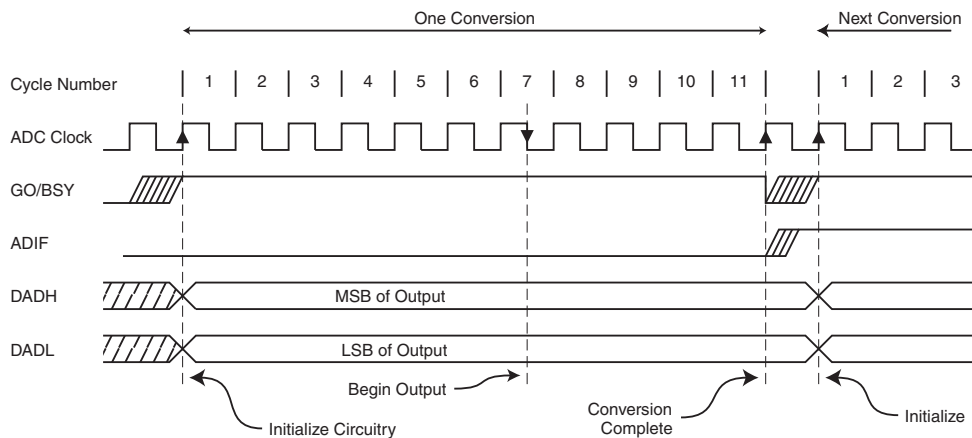 One Conversion Next Conversion
Cycle Number 1 2 3 4 5 6 7 8 9 10 11 1 2 3
ADC Clock
GO/BSY
ADIF
DADH MSB of Output
DADL LSB of Output
Begin Output
Initialize Circuitry
Conversion
Complete
Initialize